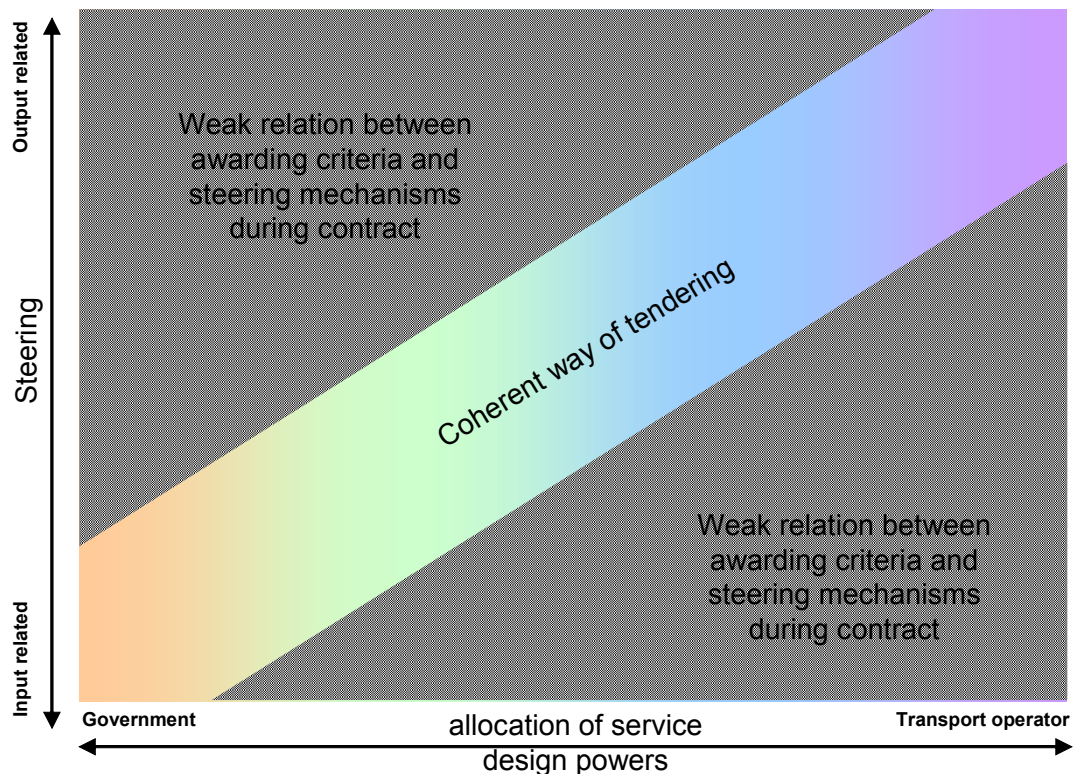 Output related
Weak relation between
awarding criteria and
steering mechanisms
during contract
Steering
Coherent way of tendering
Weak relation between
awarding criteria and
steering mechanisms
during contract
Input related
Government
allocation of service
design powers
Transport operator